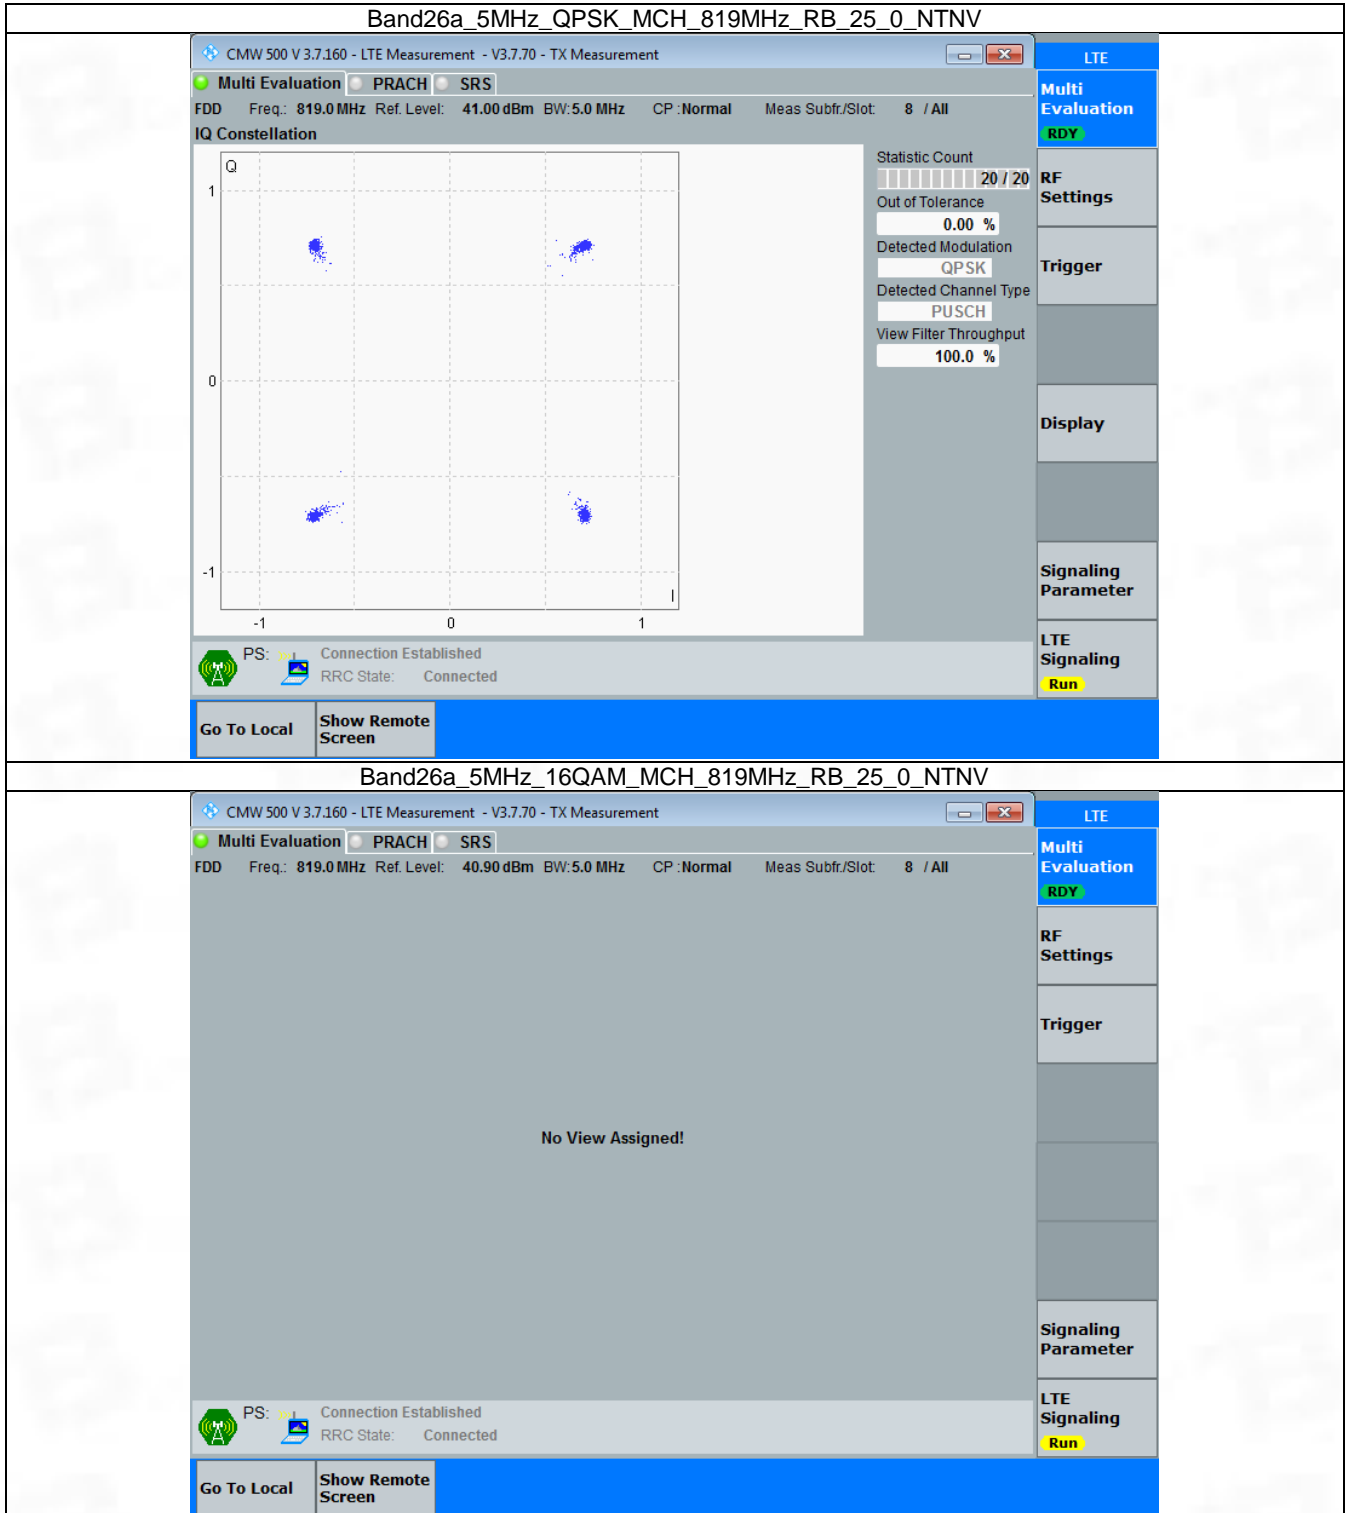 Band26a_5MHz_QPSK_MCH_819MHz_RB_25_0_NTNV
CMW 500 V 3.7.160 - LTE Measurement - V3.7.70 - TX Measurement
LTE
Multi Evaluation PRACH SRS
FDD Freq.: 819.0 MHz Ref. Level: 41.00 dBm BW: 5.0 MHz CP : Normal Meas Subfr./Slot: 8 / All
IQ Constellation
Q
1
0
-1
I
-1 0 1
Statistic Count
20 / 20
Out of Tolerance
0.00 %
Detected Modulation
QPSK
Detected Channel Type
PUSCH
View Filter Throughput
100.0 %
Multi
Evaluation
RDY
RF
Settings
Trigger
Display
Signaling
Parameter
LTE
Signaling
Run
PS: Connection Established
RRC State: Connected
Go To Local
Show Remote
Screen
Band26a_5MHz_16QAM_MCH_819MHz_RB_25_0_NTNV
CMW 500 V 3.7.160 - LTE Measurement - V3.7.70 - TX Measurement
LTE
Multi Evaluation PRACH SRS
FDD Freq.: 819.0 MHz Ref. Level: 40.90 dBm BW: 5.0 MHz CP : Normal Meas Subfr./Slot: 8 / All
No View Assigned!
Multi
Evaluation
RDY
RF
Settings
Trigger
Signaling
Parameter
LTE
Signaling
Run
PS: Connection Established
RRC State: Connected
Go To Local
Show Remote
Screen